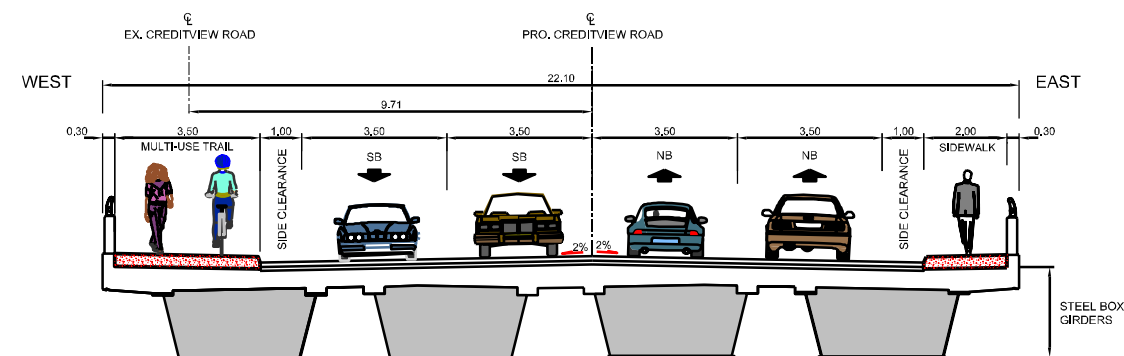 ℄
EX. CREDITVIEW ROAD
℄
PRO. CREDITVIEW ROAD
WEST
22.10
EAST
9.71
0.30
3.50
1.00
3.50
3.50
3.50
3.50
1.00
2.00
0.30
MULTI-USE TRAIL
SIDE CLEARANCE
SB
SB
NB
NB
SIDE CLEARANCE
SIDEWALK
2%
2%
STEEL BOX
GIRDERS